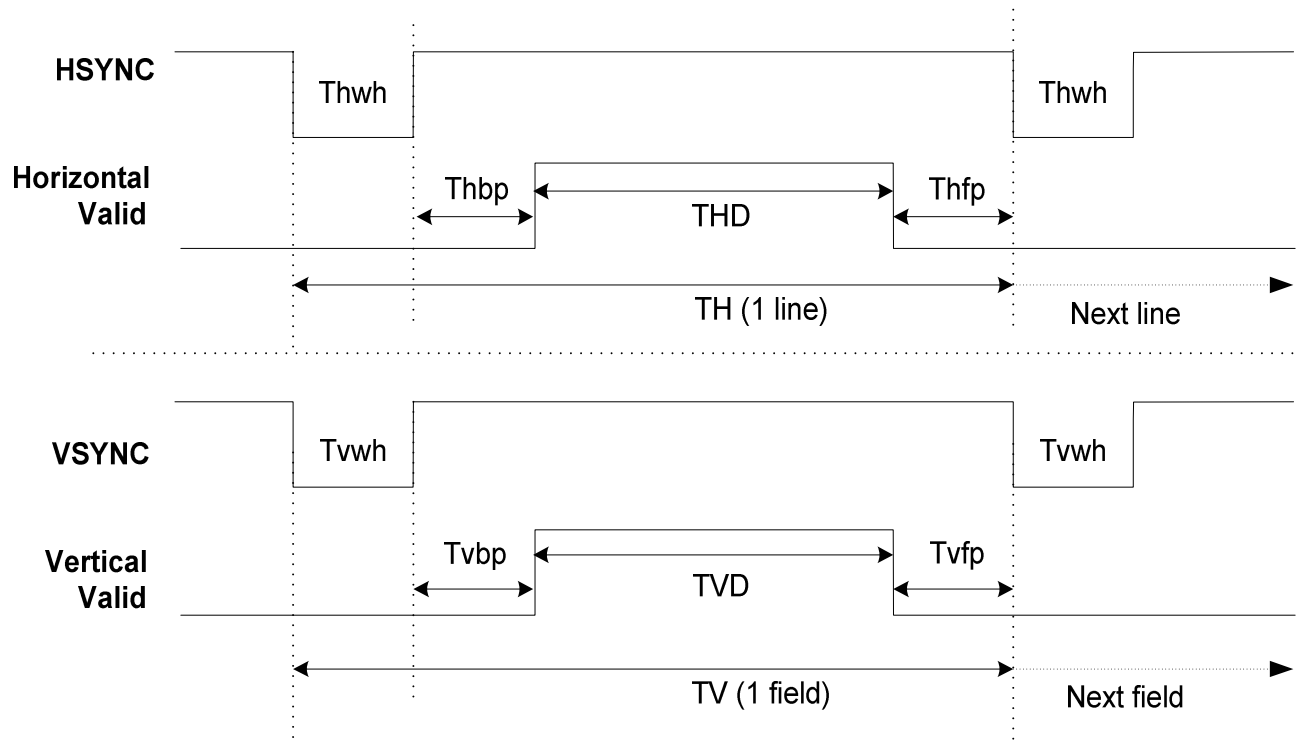 HSYNC
Thwh
Thwh
Horizontal
Valid
Thbp
THD
Thfp
TH (1 line)
Next line
VSYNC
Tvwh
Tvwh
Vertical
Valid
Tvbp
TVD
Tvfp
TV (1 field)
Next field